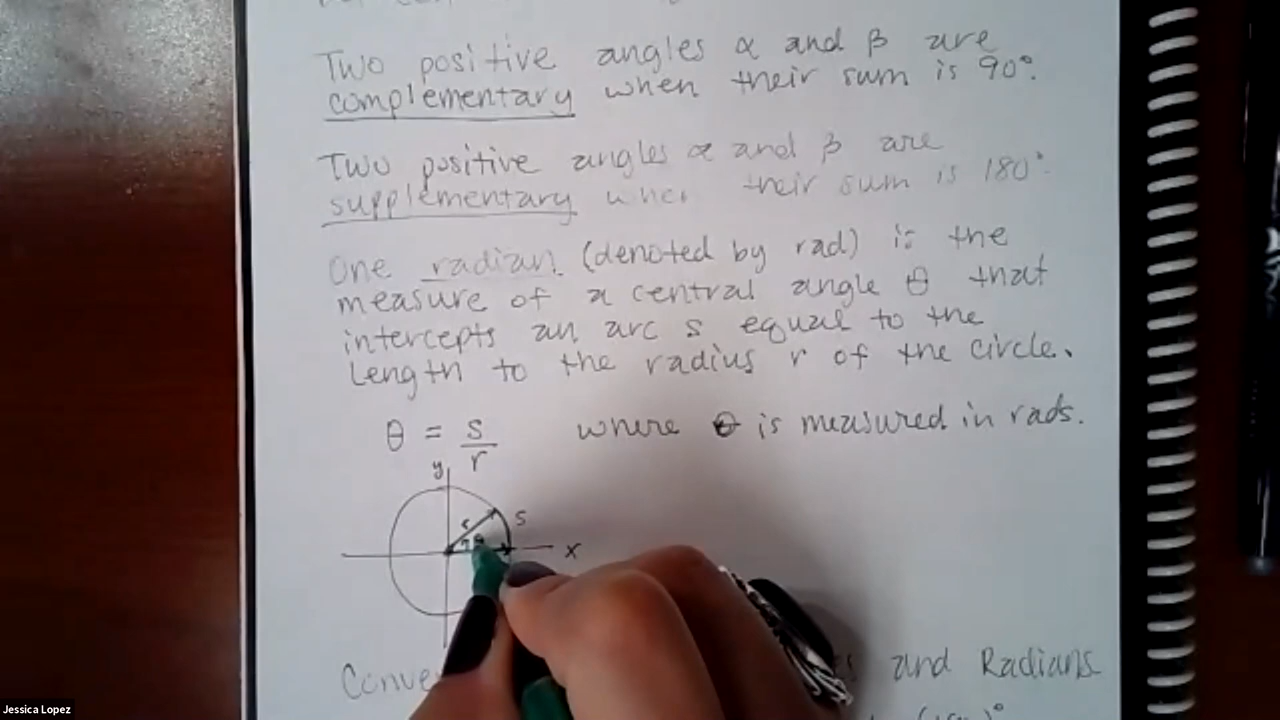 Two positive angles α and β are
complementary when their sum is 90°.
Two positive angles α and β are
supplementary when their sum is 180°.
One radian (denoted by rad) is the
measure of a central angle θ that
intercepts an arc s equal to the
length to the radius r of the circle.
θ = s/r where θ is measured in rads.
y
r s
θ
x
and Radians
Jessica Lopez